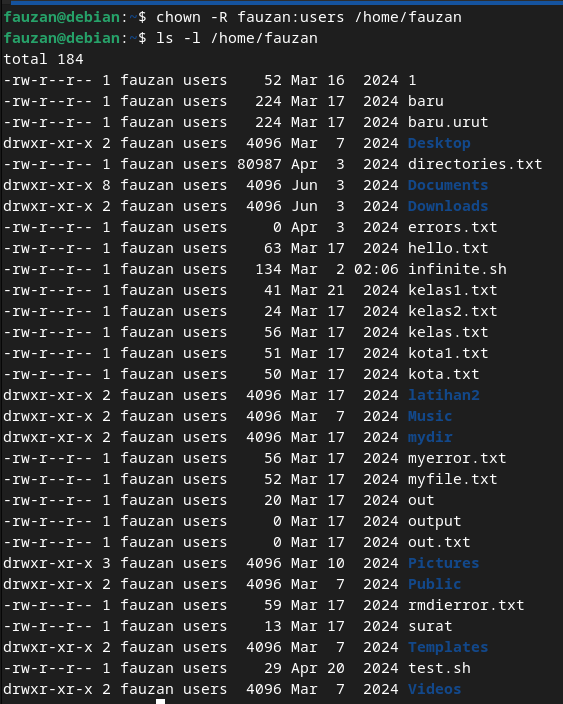 fauzan@debian:~$ chown -R fauzan:users /home/fauzan
fauzan@debian:~$ ls -l /home/fauzan
total 184
-rw-r--r-- 1 fauzan users    52 Mar 16  2024 1
-rw-r--r-- 1 fauzan users   224 Mar 17  2024 baru
-rw-r--r-- 1 fauzan users   224 Mar 17  2024 baru.urut
drwxr-xr-x 2 fauzan users  4096 Mar  7  2024 Desktop
-rw-r--r-- 1 fauzan users 80987 Apr  3  2024 directories.txt
drwxr-xr-x 8 fauzan users  4096 Jun  3  2024 Documents
drwxr-xr-x 2 fauzan users  4096 Jun  3  2024 Downloads
-rw-r--r-- 1 fauzan users     0 Apr  3  2024 errors.txt
-rw-r--r-- 1 fauzan users    63 Mar 17  2024 hello.txt
-rw-r--r-- 1 fauzan users   134 Mar  2 02:06 infinite.sh
-rw-r--r-- 1 fauzan users    41 Mar 21  2024 kelas1.txt
-rw-r--r-- 1 fauzan users    24 Mar 17  2024 kelas2.txt
-rw-r--r-- 1 fauzan users    56 Mar 17  2024 kelas.txt
-rw-r--r-- 1 fauzan users    51 Mar 17  2024 kota1.txt
-rw-r--r-- 1 fauzan users    50 Mar 17  2024 kota.txt
drwxr-xr-x 2 fauzan users  4096 Mar 17  2024 latihan2
drwxr-xr-x 2 fauzan users  4096 Mar  7  2024 Music
drwxr-xr-x 2 fauzan users  4096 Mar 17  2024 mydir
-rw-r--r-- 1 fauzan users    56 Mar 17  2024 myerror.txt
-rw-r--r-- 1 fauzan users    52 Mar 17  2024 myfile.txt
-rw-r--r-- 1 fauzan users    20 Mar 17  2024 out
-rw-r--r-- 1 fauzan users     0 Mar 17  2024 output
-rw-r--r-- 1 fauzan users     0 Mar 17  2024 out.txt
drwxr-xr-x 3 fauzan users  4096 Mar 10  2024 Pictures
drwxr-xr-x 2 fauzan users  4096 Mar  7  2024 Public
-rw-r--r-- 1 fauzan users    59 Mar 17  2024 rmdierror.txt
-rw-r--r-- 1 fauzan users    13 Mar 17  2024 surat
drwxr-xr-x 2 fauzan users  4096 Mar  7  2024 Templates
-rw-r--r-- 1 fauzan users    29 Apr 20  2024 test.sh
drwxr-xr-x 2 fauzan users  4096 Mar  7  2024 Videos